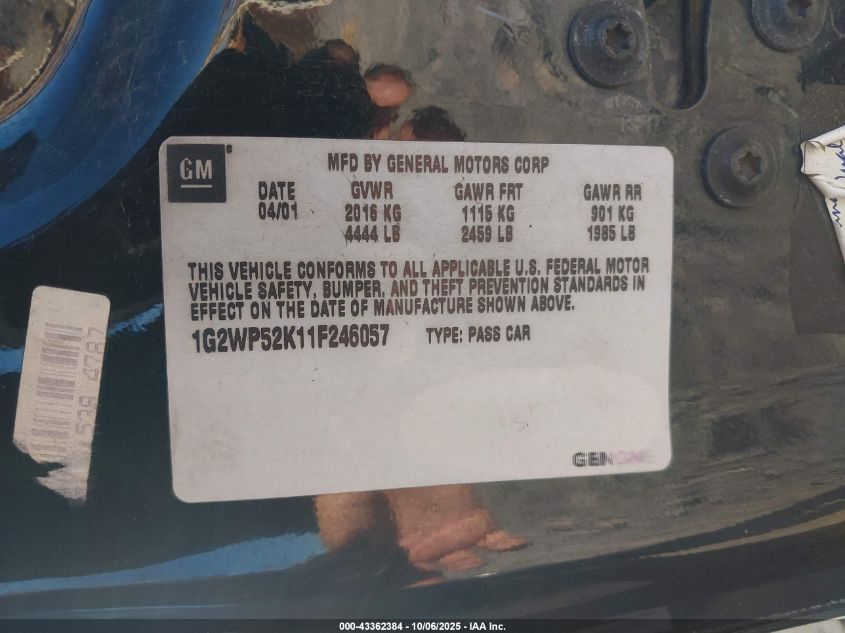 GM
MFD BY GENERAL MOTORS CORP
DATE GVWR GAWR FRT GAWR RR
04/01 2016 KG 1115 KG 901 KG
4444 LB 2459 LB 1985 LB
THIS VEHICLE CONFORMS TO ALL APPLICABLE U.S. FEDERAL MOTOR
VEHICLE SAFETY, BUMPER, AND THEFT PREVENTION STANDARDS IN
EFFECT ON THE DATE OF MANUFACTURE SHOWN ABOVE.
1G2WP52K11F246057 TYPE: PASS CAR
538 4787
000-43362384 - 10/06/2025 - IAA Inc.